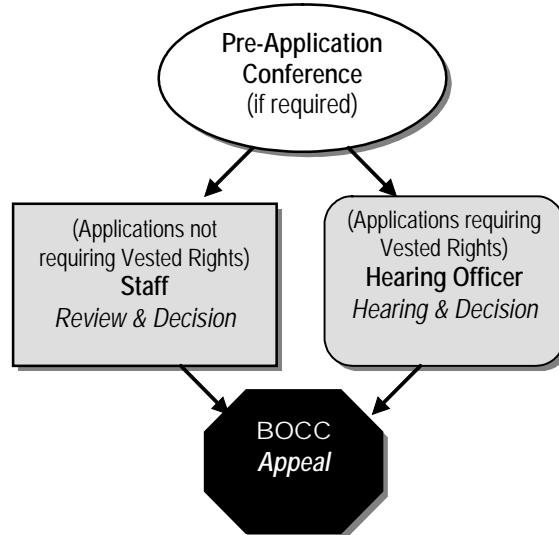 Pre-Application
Conference
(if required)
(Applications not
requiring Vested Rights)
Staff
Review & Decision
(Applications requiring
Vested Rights)
Hearing Officer
Hearing & Decision
BOCC
Appeal